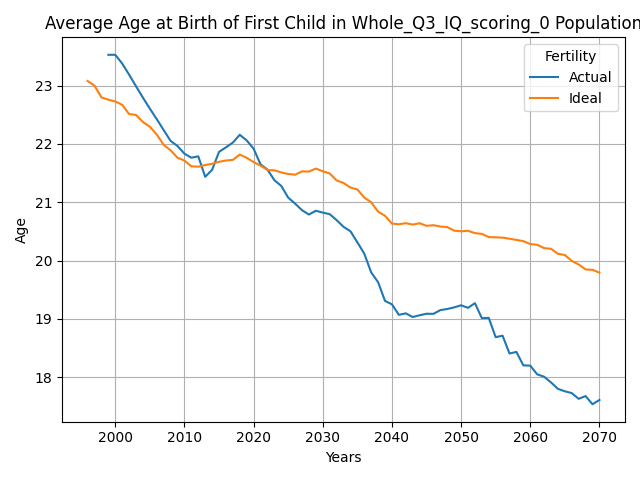 Average Age at Birth of First Child in Whole_Q3_IQ_scoring_0 Population
Fertility
Actual
Ideal
Age
23
22
21
20
19
18
2000 2010 2020 2030 2040 2050 2060 2070
Years